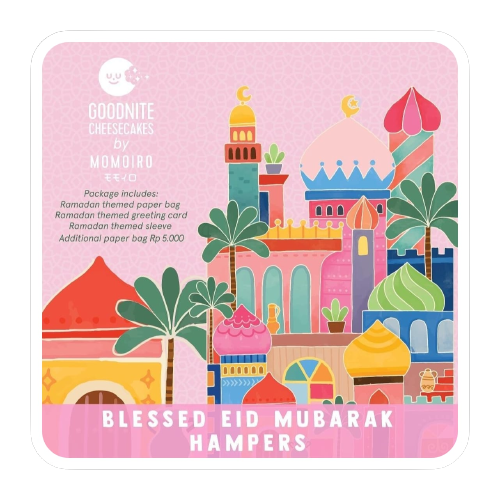 GOODNITE
CHEESECAKES
by
MOMOIRO
モモイロ
Package includes:
Ramadan themed paper bag
Ramadan themed greeting card
Ramadan themed sleeve
Additional paper bag Rp 5.000
BLESSED EID MUBARAK
HAMPERS